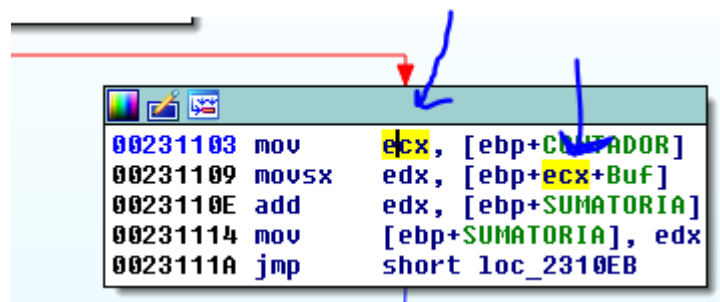 00231103 mov ecx, [ebp+CONTADOR]
00231109 movsx edx, [ebp+ecx+Buf]
0023110E add edx, [ebp+SUMATORIA]
00231114 mov [ebp+SUMATORIA], edx
0023111A jmp short loc_2310EB